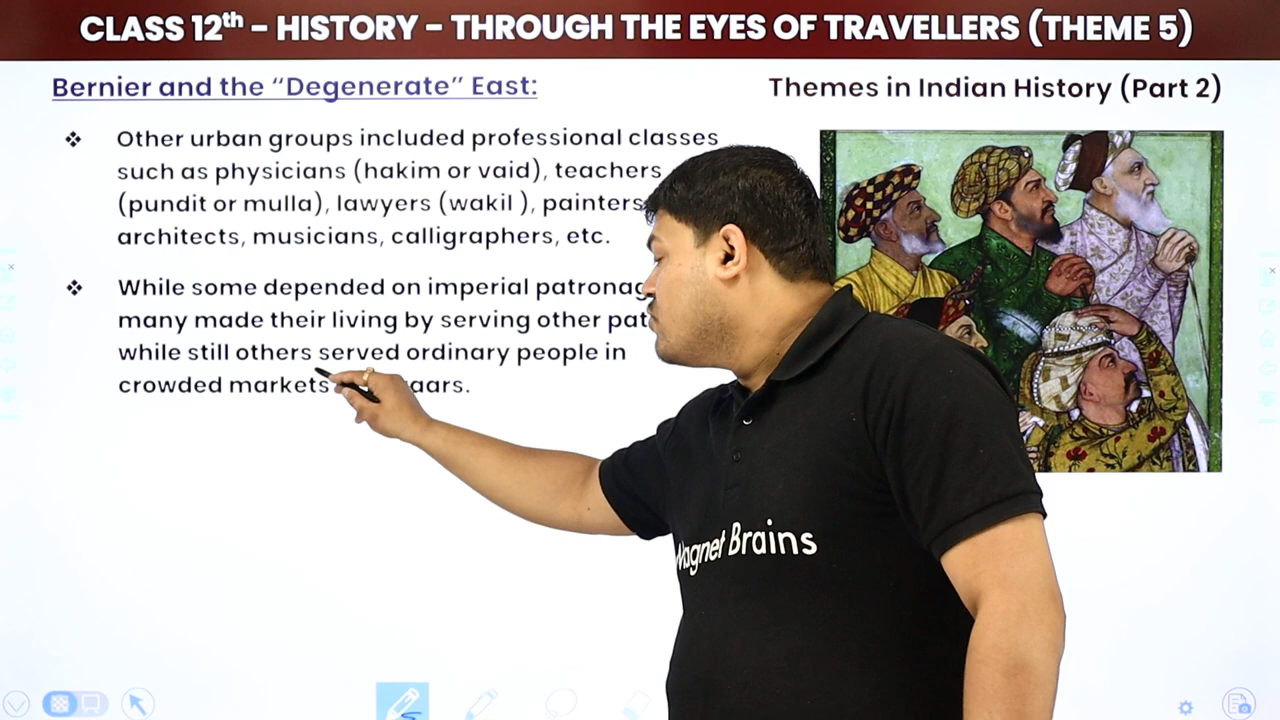 CLASS 12th – HISTORY – THROUGH THE EYES OF TRAVELLERS (THEME 5)
Bernier and the “Degenerate” East:
Themes in Indian History (Part 2)
❖ Other urban groups included professional classes
such as physicians (hakim or vaid), teachers
(pundit or mulla), lawyers (wakil ), painters
architects, musicians, calligraphers, etc.
❖ While some depended on imperial
many made their living by serving other
while still others served ordinary people in
crowded markets
Magnet Brains